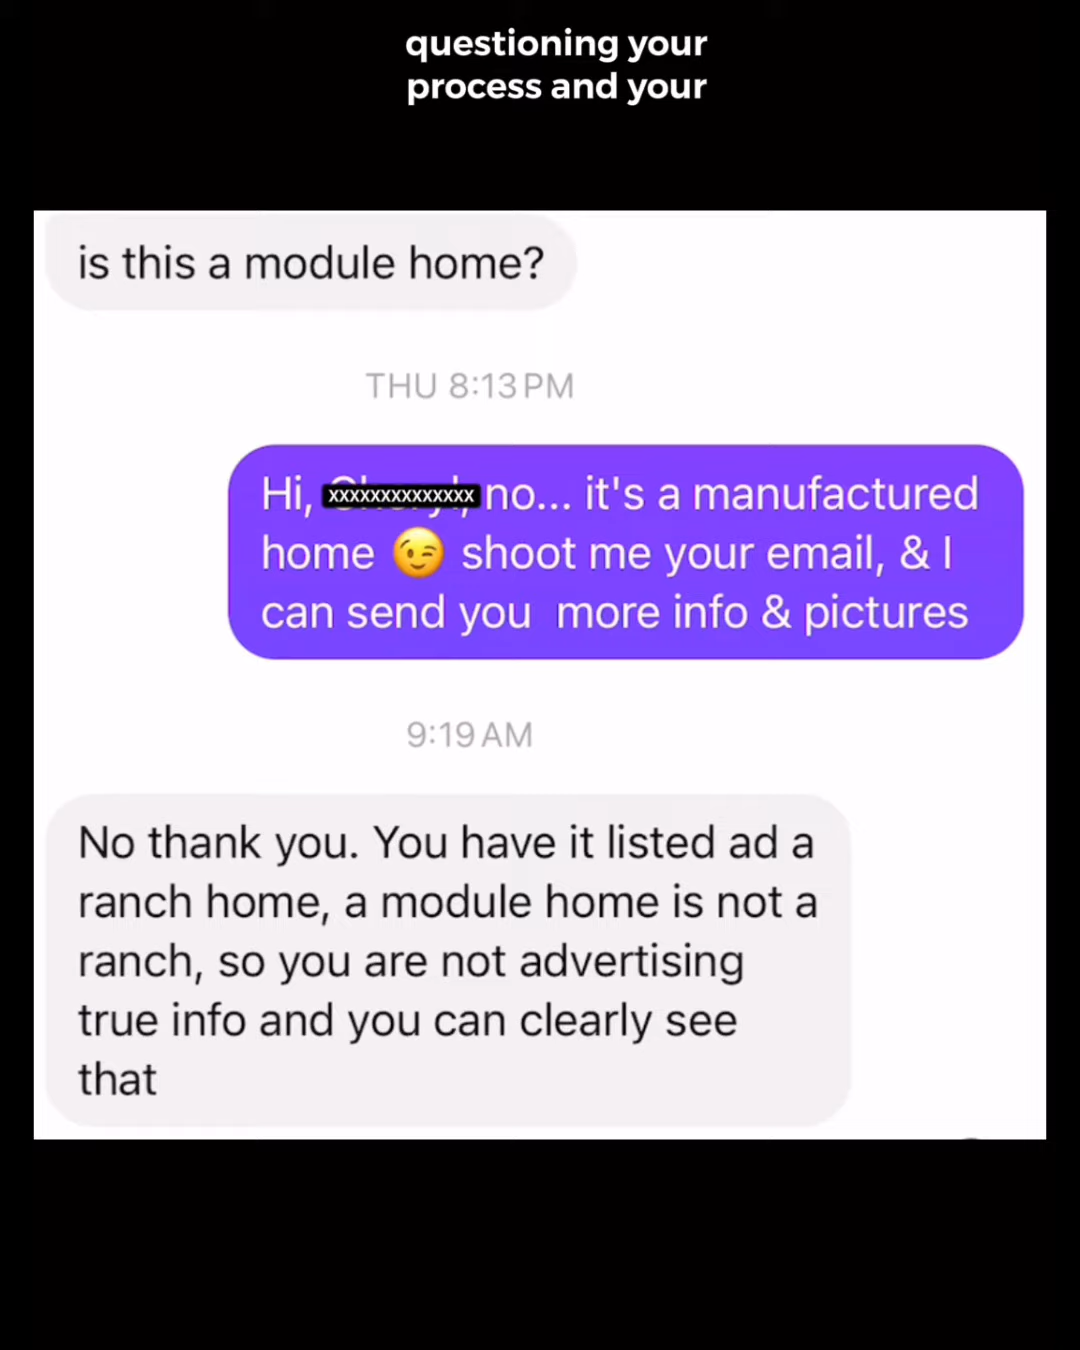 questioning your
process and your
is this a module home?
THU 8:13 PM
Hi, xxxxxxxxxxxxxx no... it's a manufactured
home 😉 shoot me your email, & I
can send you  more info & pictures
9:19 AM
No thank you. You have it listed ad a
ranch home, a module home is not a
ranch, so you are not advertising
true info and you can clearly see
that